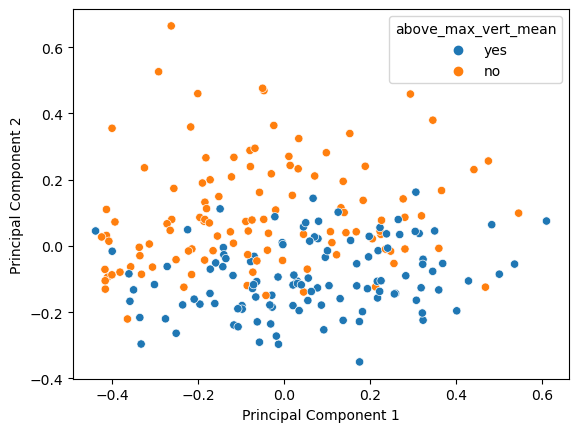 above_max_vert_mean
yes
no
Principal Component 2
0.6
0.4
0.2
0.0
−0.2
−0.4
−0.4
−0.2
0.0
0.2
0.4
0.6
Principal Component 1